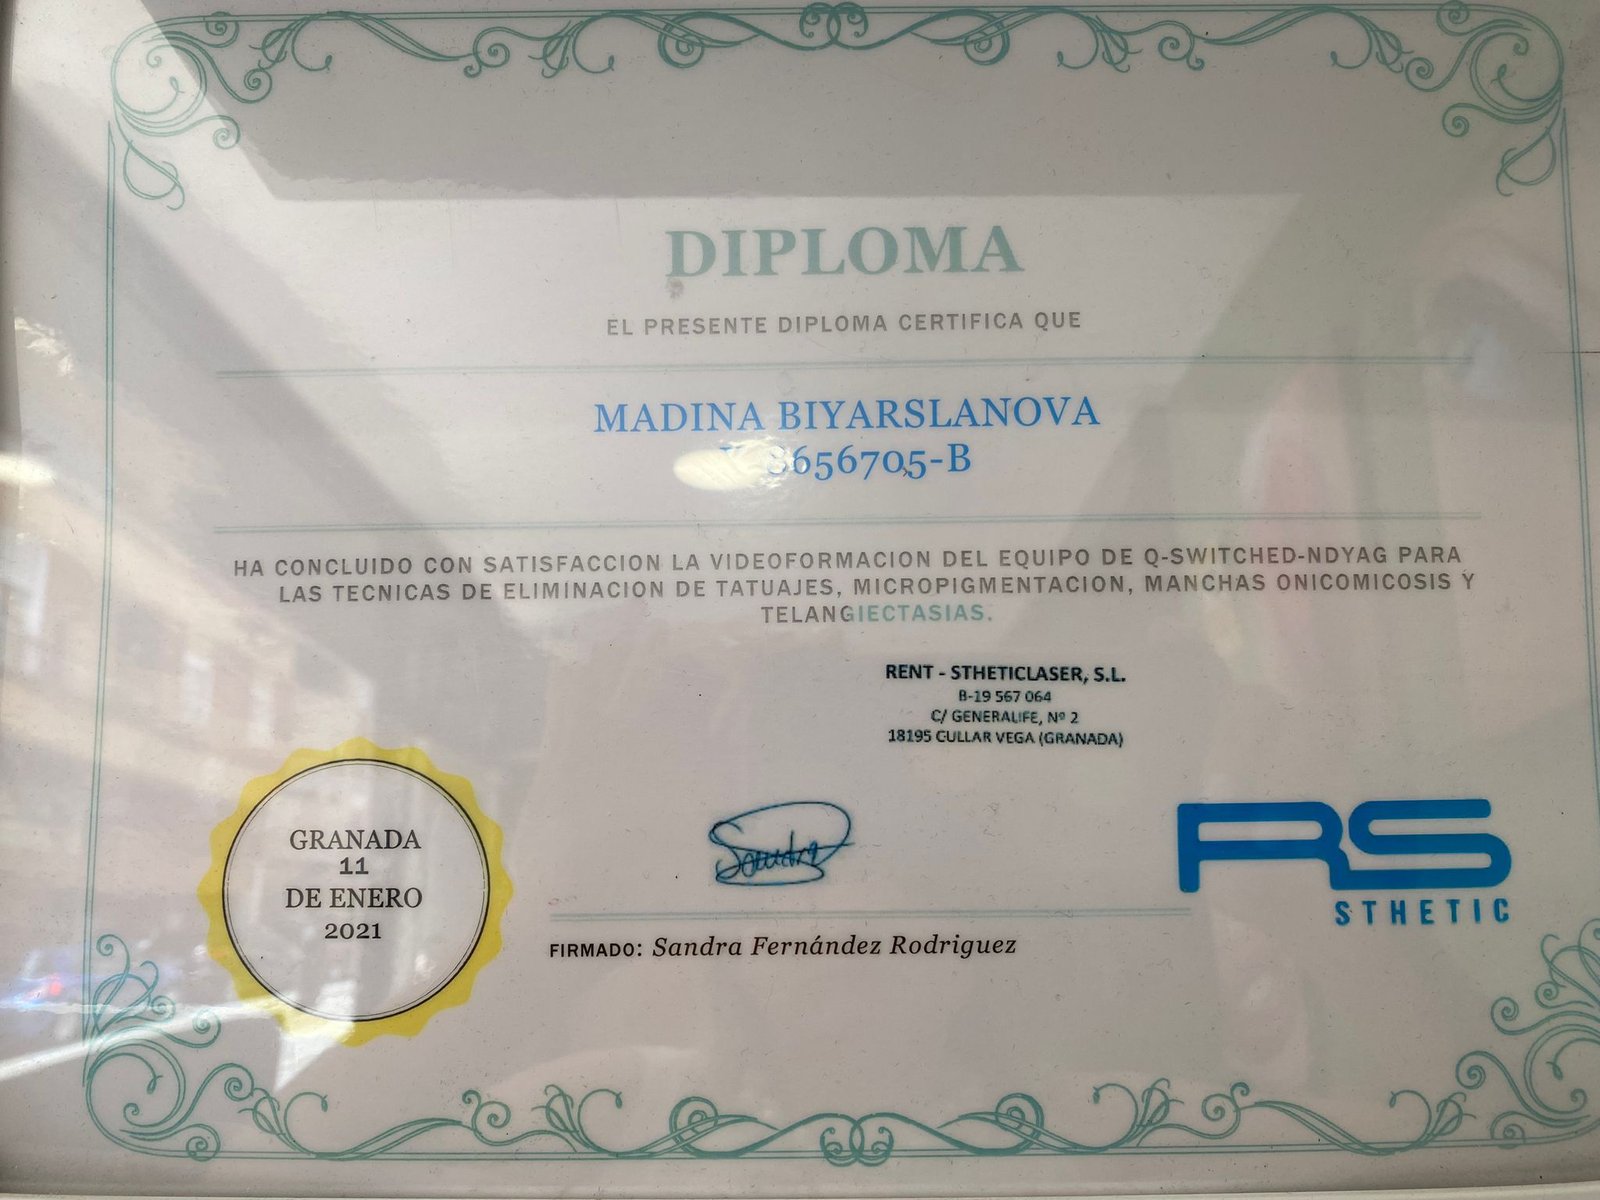 DIPLOMA
EL PRESENTE DIPLOMA CERTIFICA QUE
MADINA BIYARSLANOVA
8656705-B
HA CONCLUIDO CON SATISFACCION LA VIDEOFORMACION DEL EQUIPO DE Q-SWITCHED-NDYAG PARA
LAS TECNICAS DE ELIMINACION DE TATUAJES, MICROPIGMENTACION, MANCHAS ONICOMICOSIS Y
TELANGIECTASIAS.
RENT - STHETICLASER, S.L.
B-19 567 064
C/ GENERALIFE, Nº 2
18195 CULLAR VEGA (GRANADA)
GRANADA
11
DE ENERO
2021
Sandra
FIRMADO: Sandra Fernández Rodriguez
RS
STHETIC